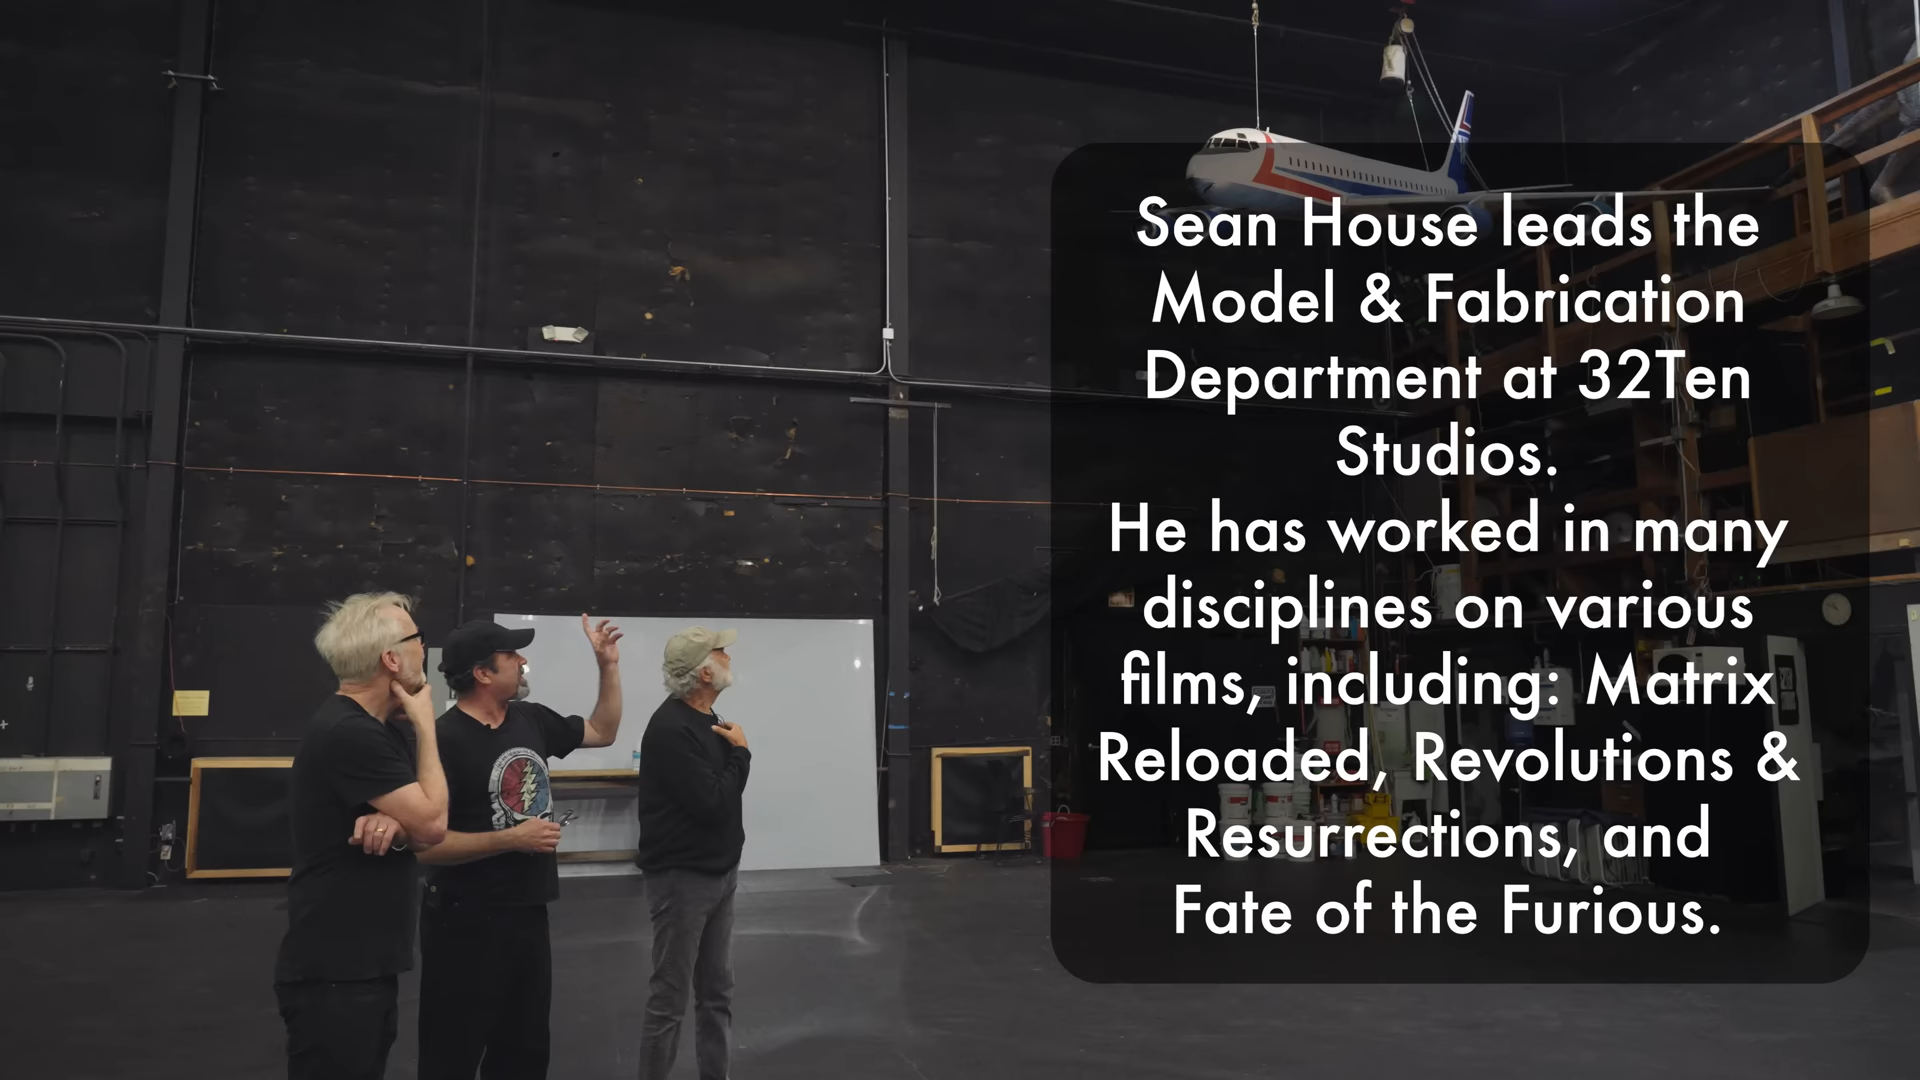 Sean House leads the
Model & Fabrication
Department at 32Ten
Studios.
He has worked in many
disciplines on various
films, including: Matrix
Reloaded, Revolutions &
Resurrections, and
Fate of the Furious.